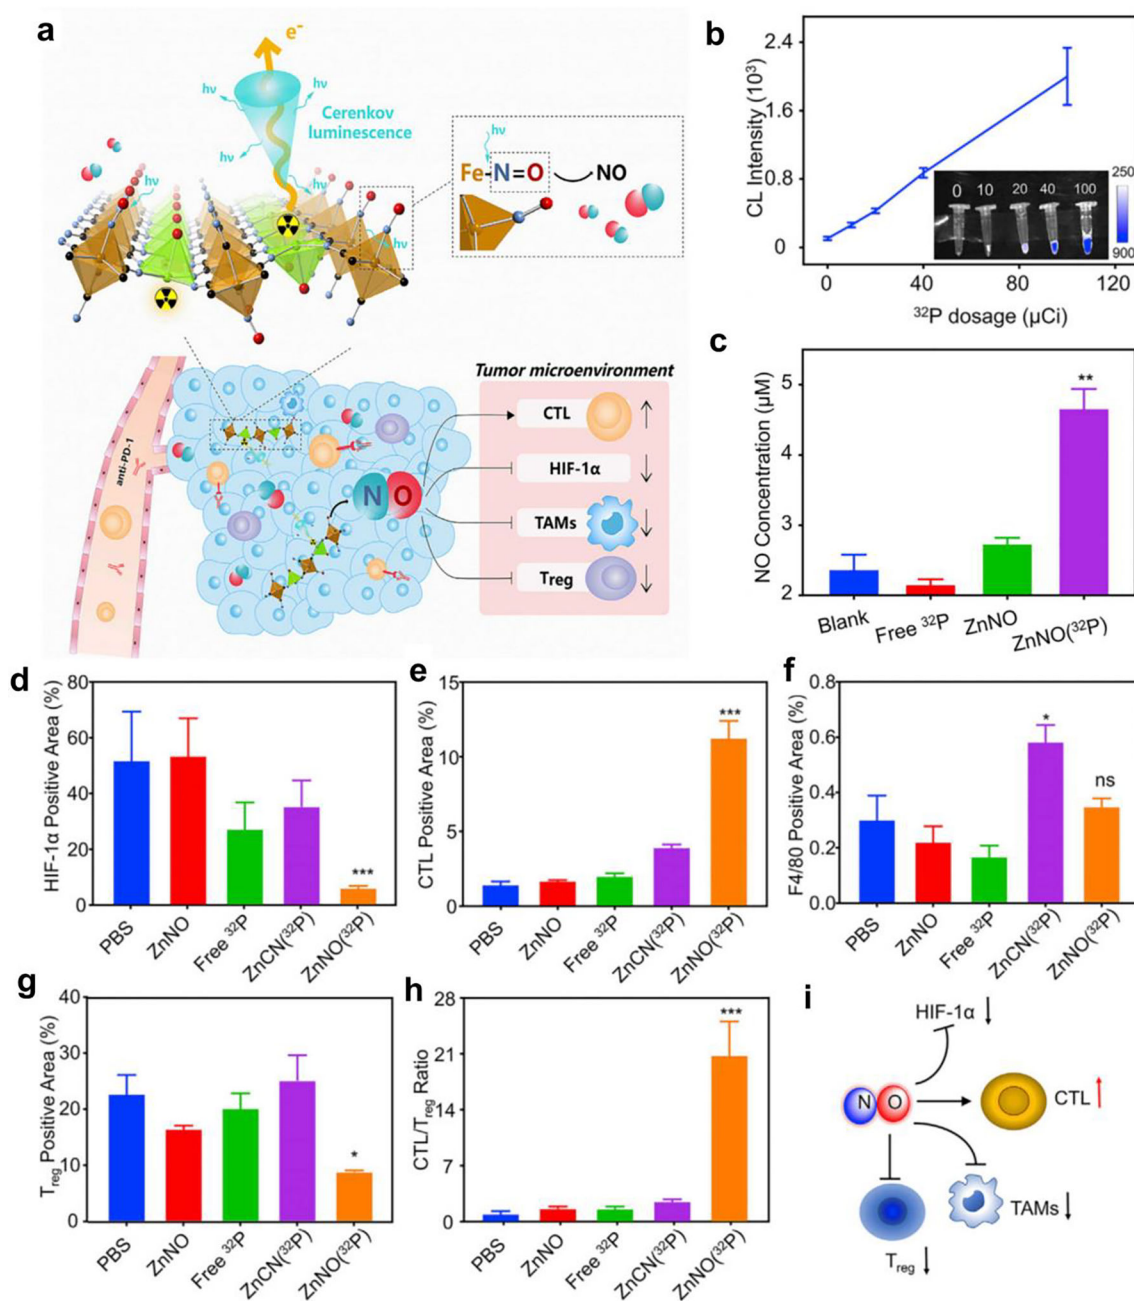 a
e⁻
hν
hν
hν
hν
hν
hν
hν
Cerenkov
luminescence
hν
Fe-N=O
NO
Tumor microenvironment
CTL
HIF-1α
TAMs
Treg
anti-PD-1
N O
b
CL Intensity (10³)
2.4
1.6
0.8
0
0 10 20 40 100
250
900
0 40 80 120
³²P dosage (μCi)
c
NO Concentration (μM)
5
3
2
**
Blank
Free ³²P
ZnNO
ZnNO(³²P)
d
HIF-1α Positive Area (%)
80
60
40
20
0
***
PBS
ZnNO
Free ³²P
ZnCN(³²P)
ZnNO(³²P)
e
CTL Positive Area (%)
15
10
5
0
***
PBS
ZnNO
Free ³²P
ZnCN(³²P)
ZnNO(³²P)
f
F4/80 Positive Area (%)
0.8
0.6
0.4
0.2
0.0
*
ns
PBS
ZnNO
Free ³²P
ZnCN(³²P)
ZnNO(³²P)
g
Treg Positive Area (%)
40
30
20
10
0
*
PBS
ZnNO
Free ³²P
ZnCN(³²P)
ZnNO(³²P)
h
CTL/Treg Ratio
28
21
14
7
0
***
PBS
ZnNO
Free ³²P
ZnCN(³²P)
ZnNO(³²P)
i
HIF-1α
N O
CTL
TAMs
Treg